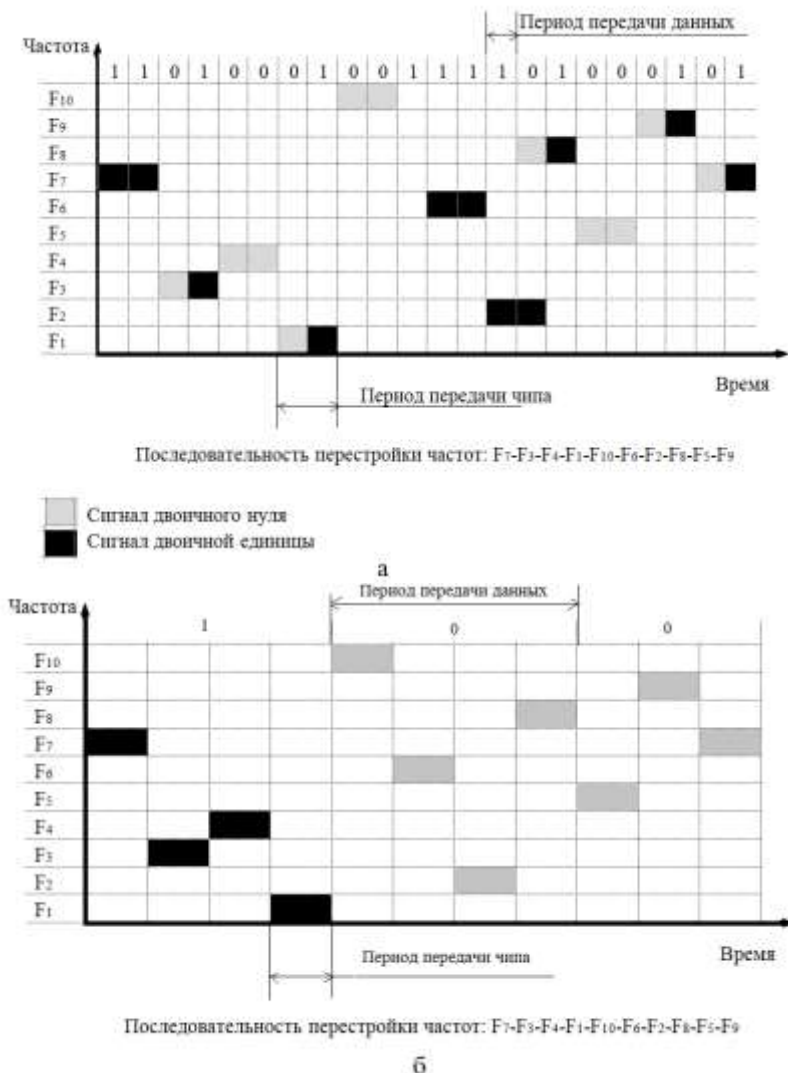 Период передачи данных
Частота
1 1 0 1 0 0 0 1 0 0 1 1 1 1 0 1 0 0 0 1 0 1
F10
F9
F8
F7
F6
F5
F4
F3
F2
F1
Время
Период передачи чипа
Последовательность перестройки частот: F7-F3-F4-F1-F10-F6-F2-F8-F5-F9
Сигнал двоичного нуля
Сигнал двоичной единицы
а
Период передачи данных
Частота
1 0 0
F10
F9
F8
F7
F6
F5
F4
F3
F2
F1
Время
Период передачи чипа
Последовательность перестройки частот: F7-F3-F4-F1-F10-F6-F2-F8-F5-F9
б